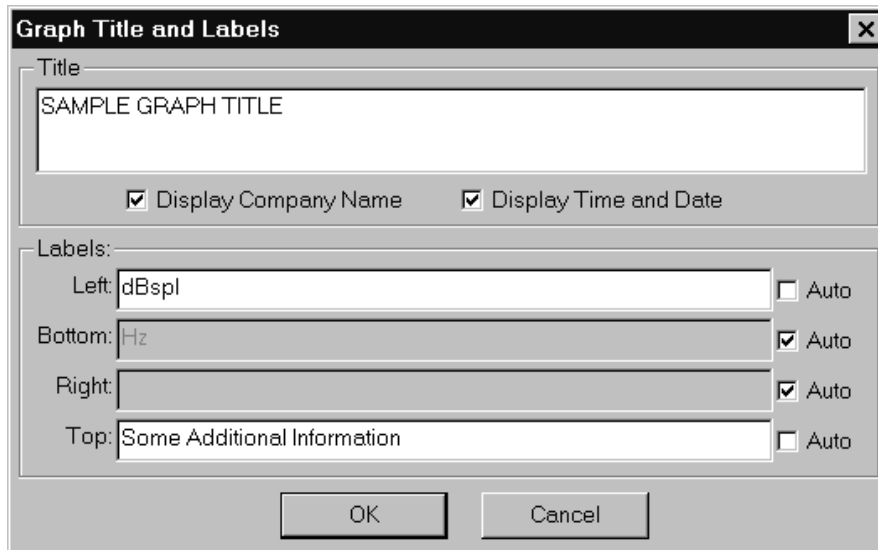 Graph Title and Labels
Title
SAMPLE GRAPH TITLE
Display Company Name Display Time and Date
Labels:
Left: dBspl Auto
Bottom: Hz Auto
Right: Auto
Top: Some Additional Information Auto
OK Cancel